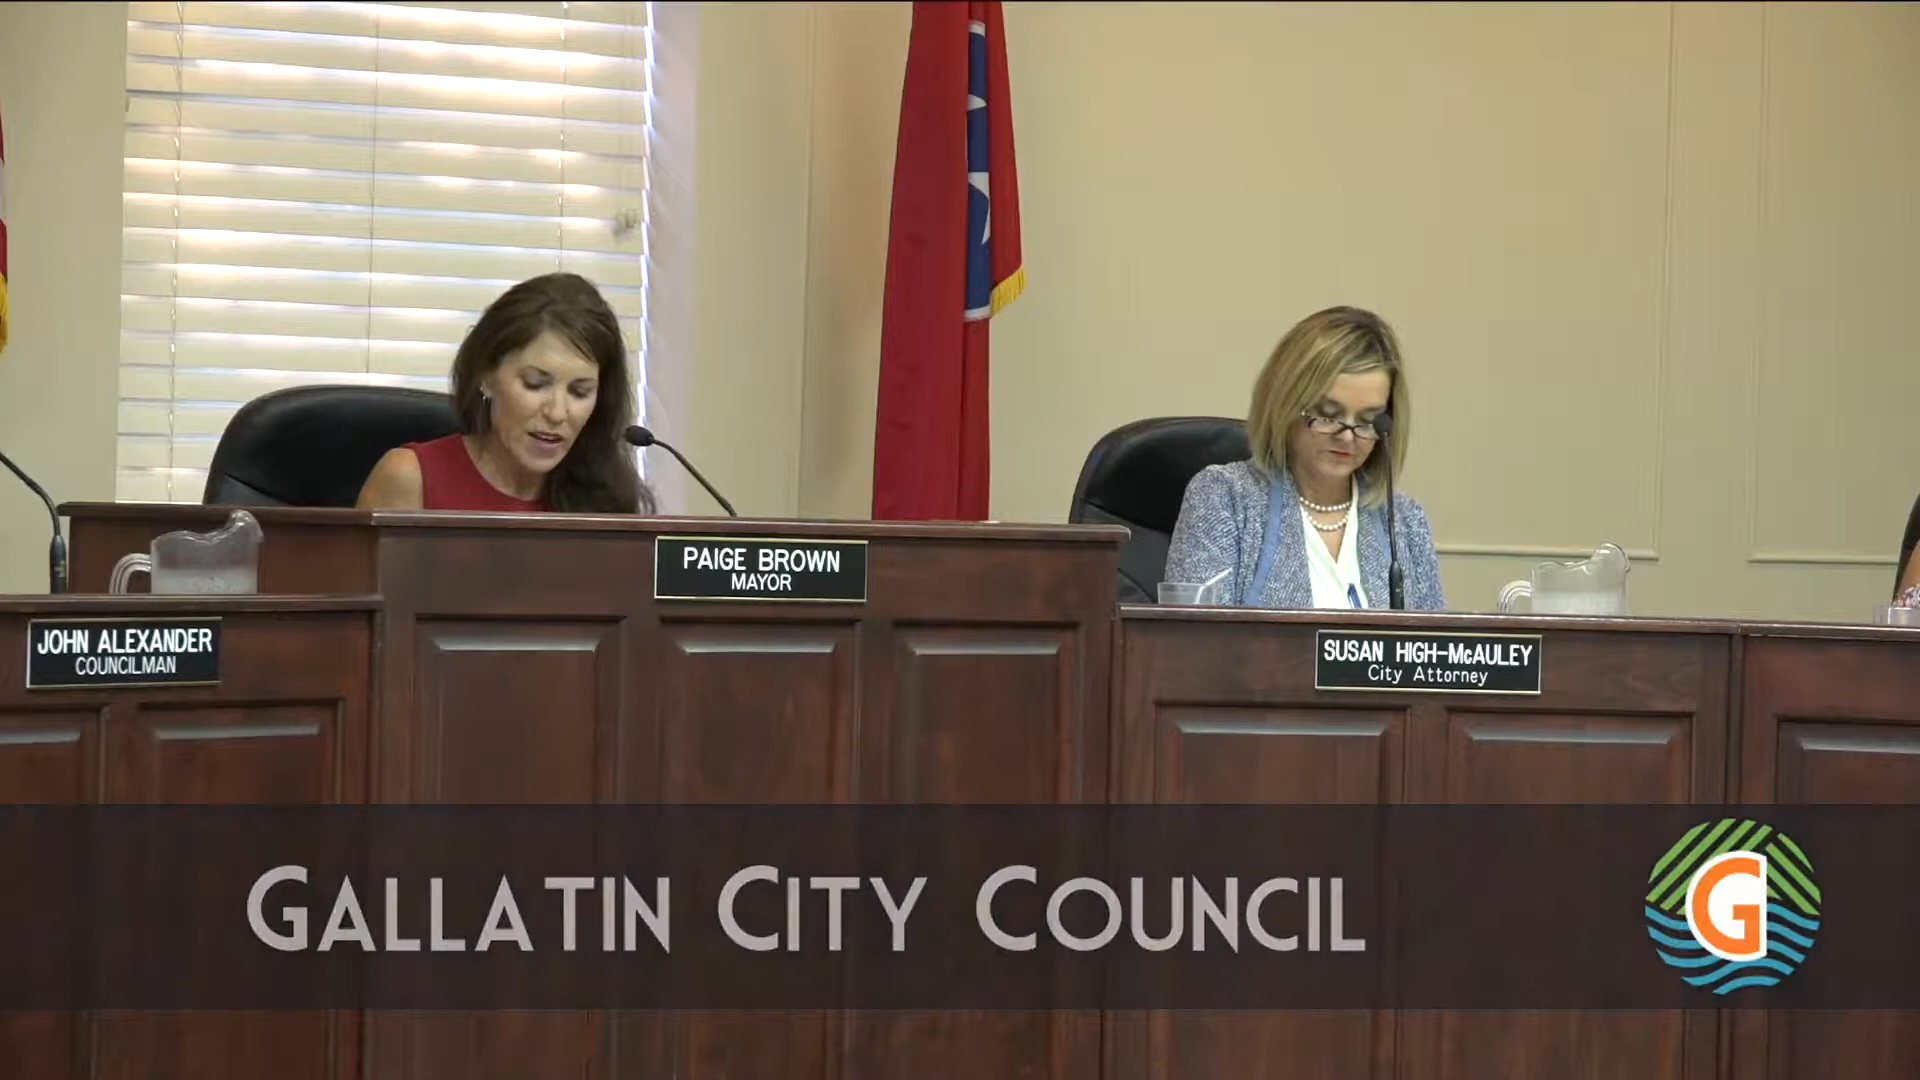 PAIGE BROWN
MAYOR
JOHN ALEXANDER
COUNCILMAN
SUSAN HIGH-McAULEY
City Attorney
GALLATIN CITY COUNCIL
G